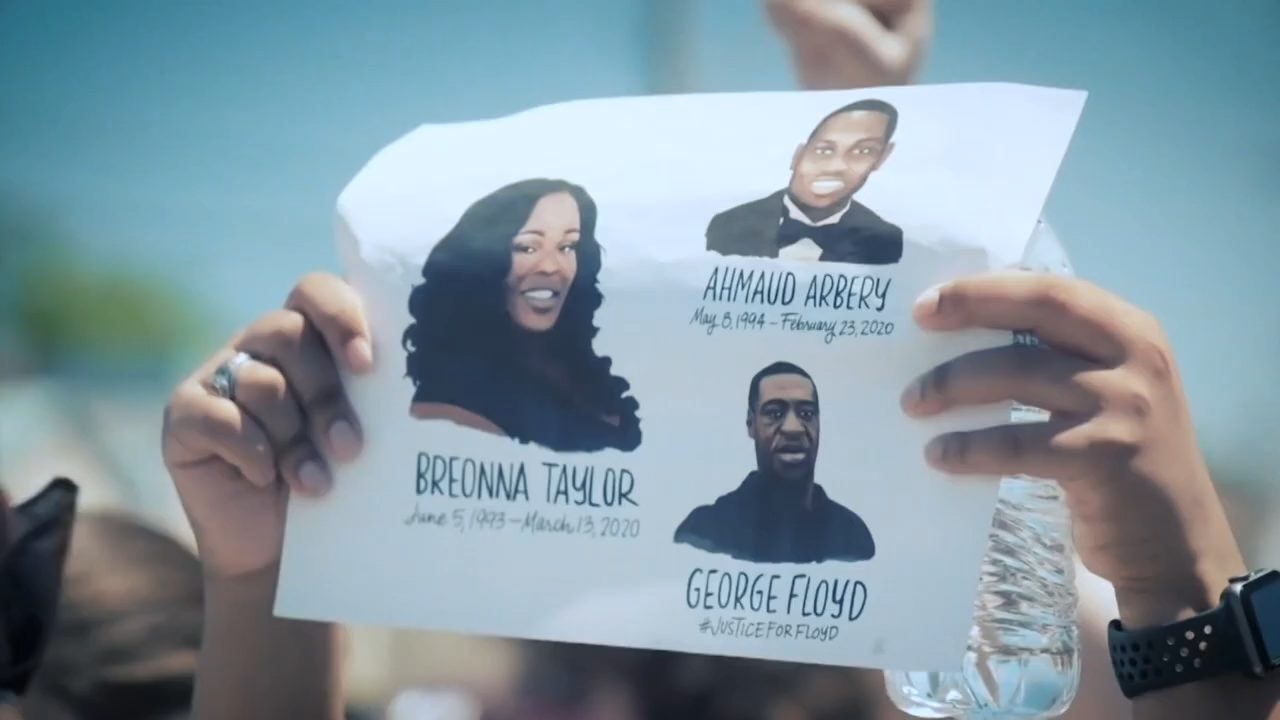 AHMAUD ARBERY
May 8, 1994 – February 23, 2020
BREONNA TAYLOR
June 5, 1993 – March 13, 2020
GEORGE FLOYD
#JUSTICEFORFLOYD